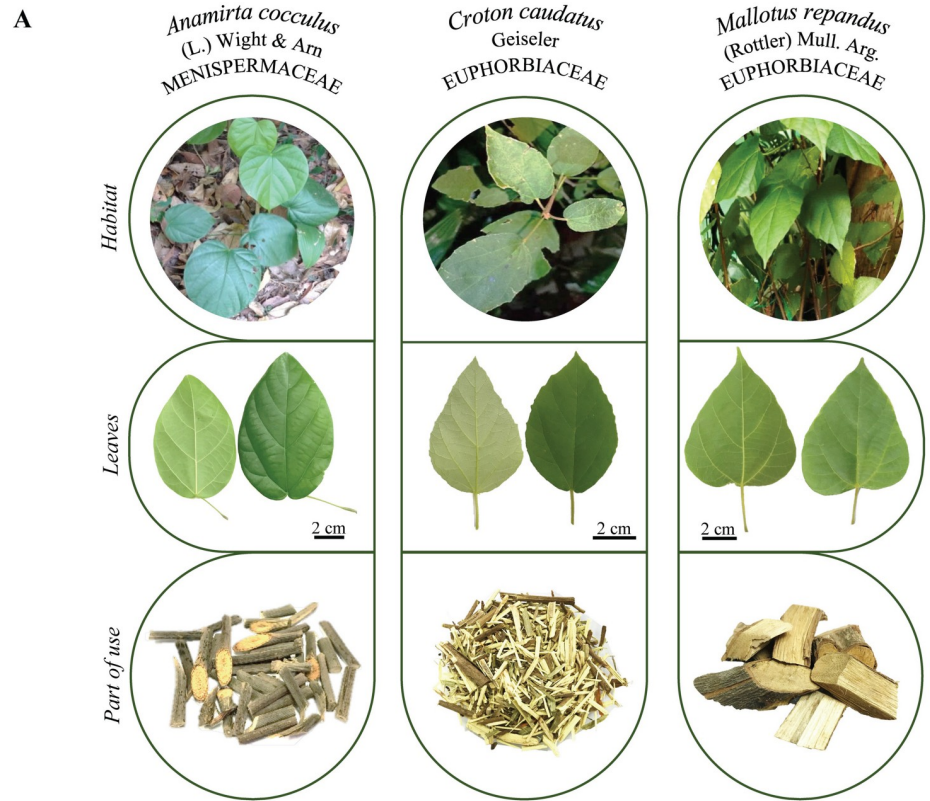 A
Anamirta cocculus
(L.) Wight & Arn
MENISPERMACEAE
Croton caudatus
Geiseler
EUPHORBIACEAE
Mallotus repandus
(Rottler) Mull. Arg.
EUPHORBIACEAE
Habitat
Leaves
2 cm
2 cm
2 cm
Part of use